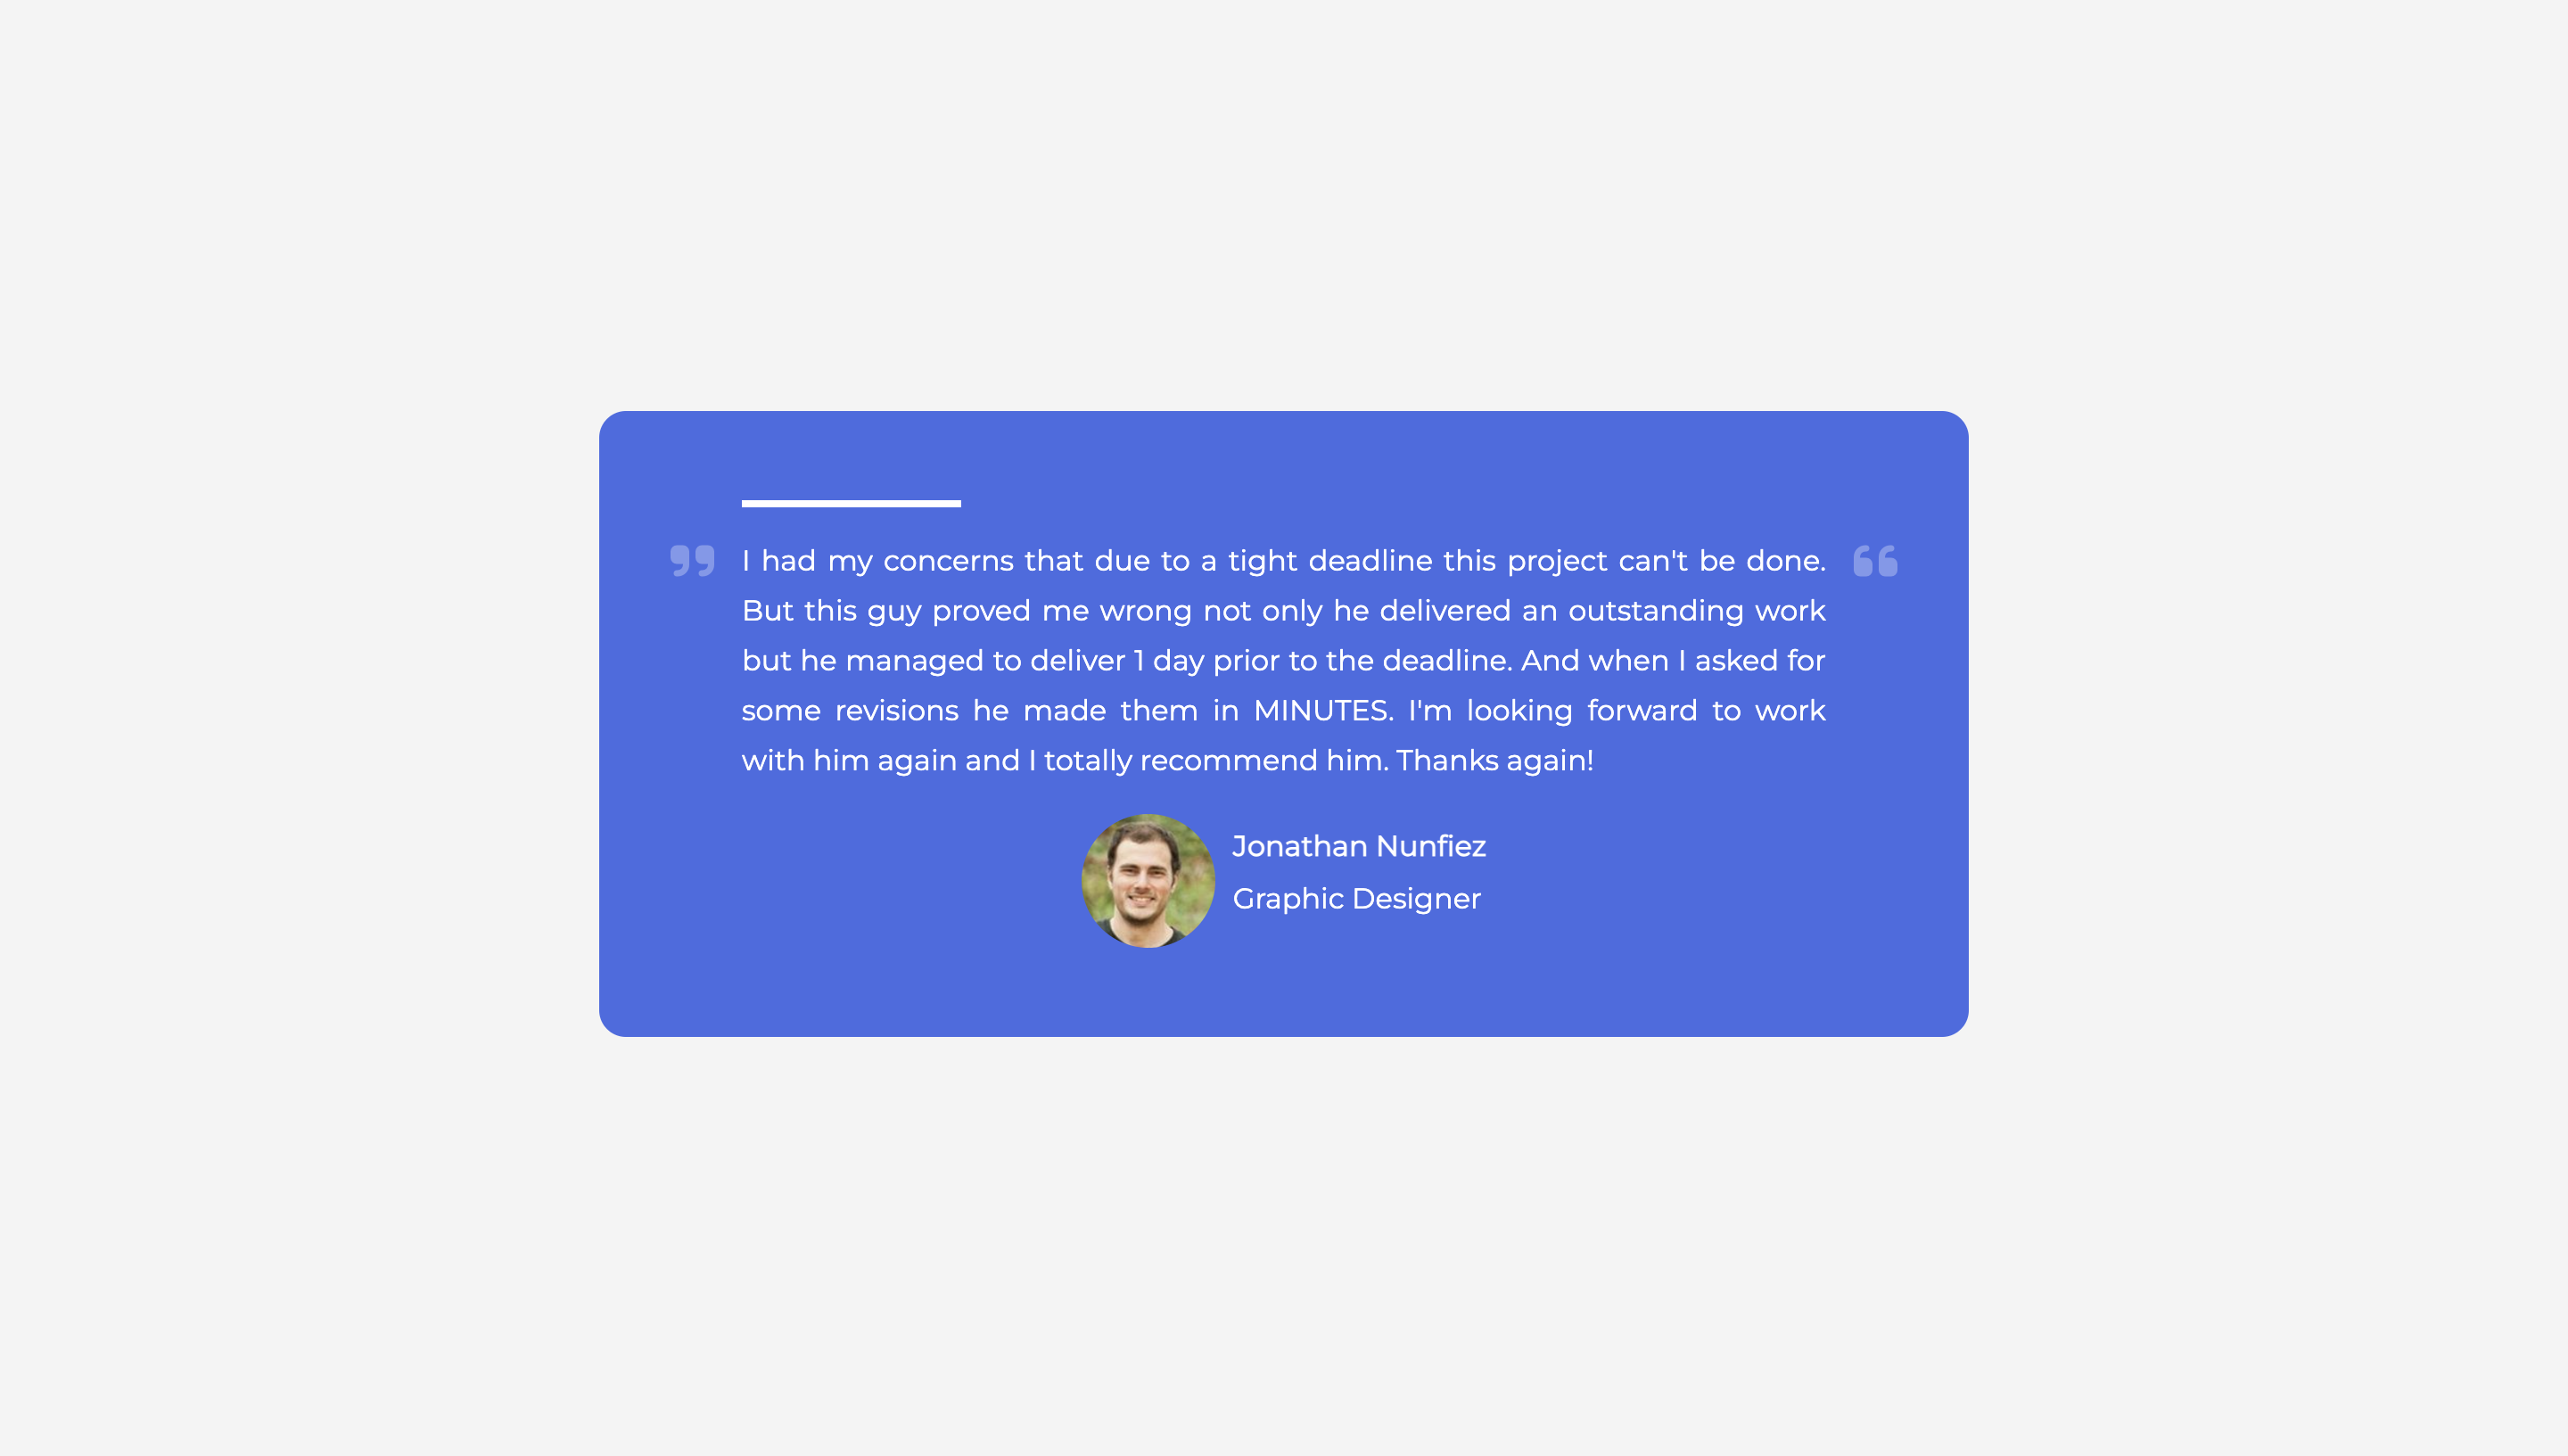 I had my concerns that due to a tight deadline this project can't be done.
But this guy proved me wrong not only he delivered an outstanding work
but he managed to deliver 1 day prior to the deadline. And when I asked for
some revisions he made them in MINUTES. I'm looking forward to work
with him again and I totally recommend him. Thanks again!
Jonathan Nunfiez
Graphic Designer